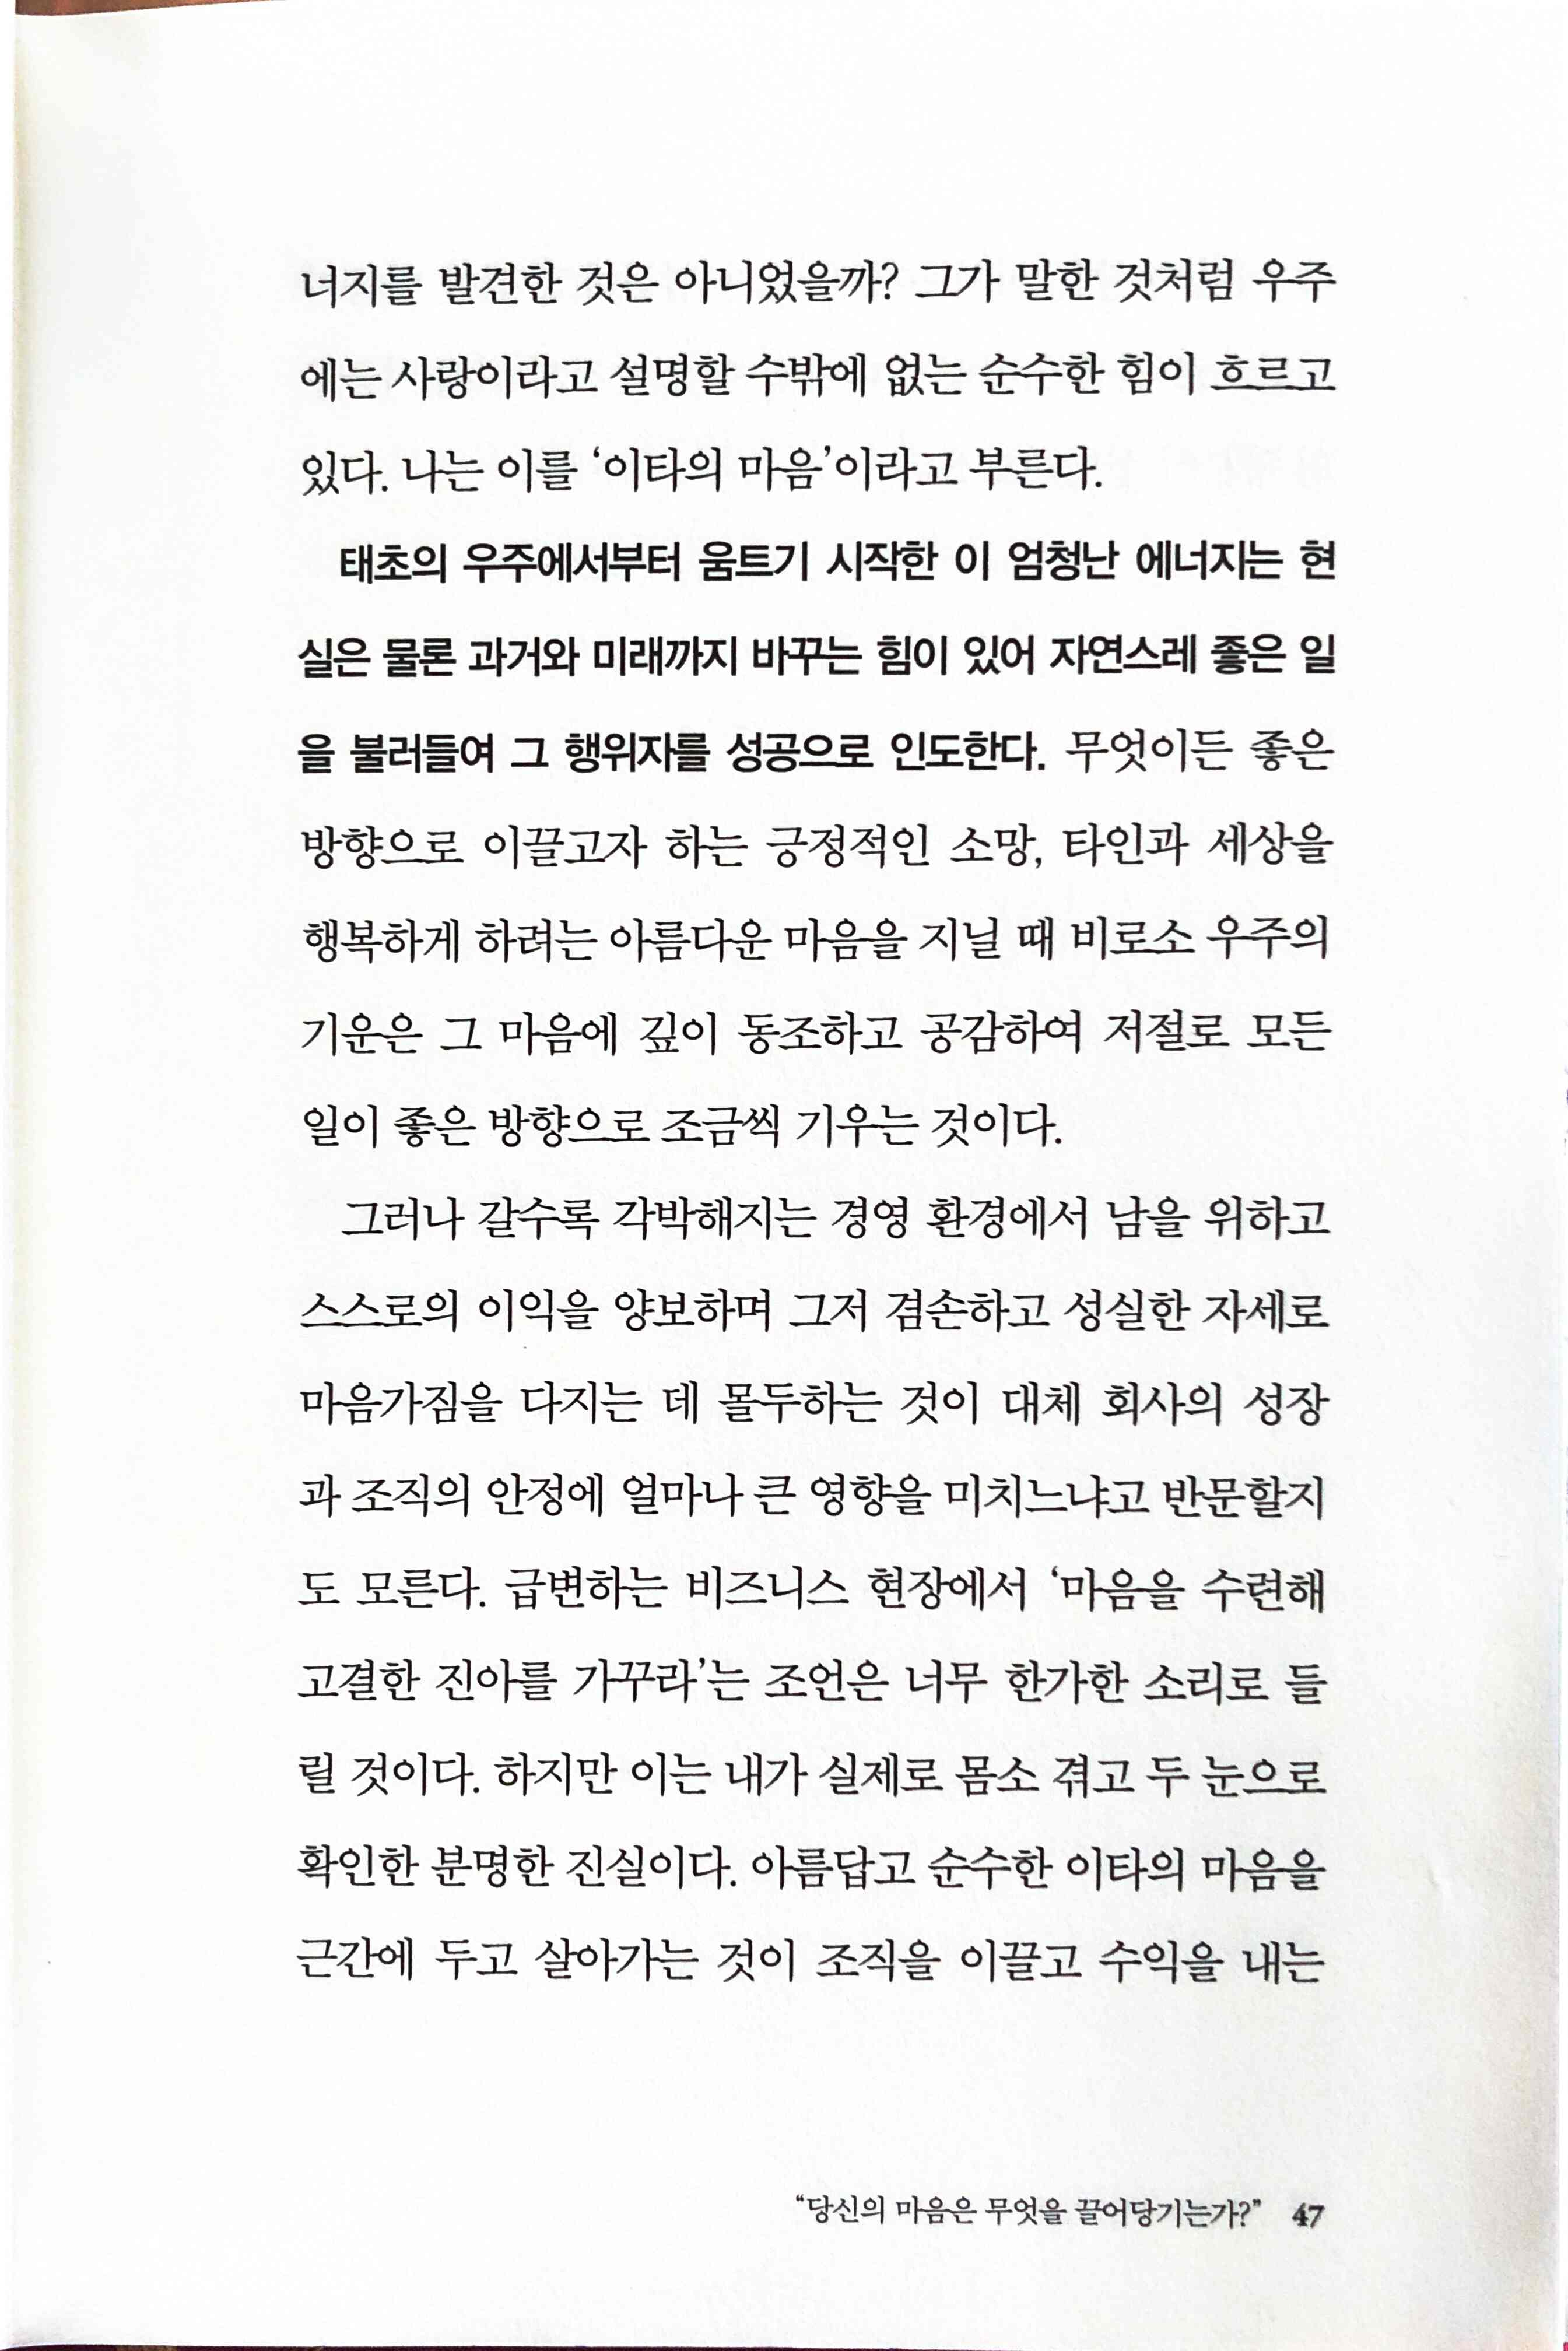 너지를 발견한 것은 아니었을까? 그가 말한 것처럼 우주
에는 사랑이라고 설명할 수밖에 없는 순수한 힘이 흐르고
있다. 나는 이를 ‘이타의 마음’이라고 부른다.
태초의 우주에서부터 움트기 시작한 이 엄청난 에너지는 현
실은 물론 과거와 미래까지 바꾸는 힘이 있어 자연스레 좋은 일
을 불러들여 그 행위자를 성공으로 인도한다. 무엇이든 좋은
방향으로 이끌고자 하는 긍정적인 소망, 타인과 세상을
행복하게 하려는 아름다운 마음을 지닐 때 비로소 우주의
기운은 그 마음에 깊이 동조하고 공감하여 저절로 모든
일이 좋은 방향으로 조금씩 기우는 것이다.
그러나 갈수록 각박해지는 경영 환경에서 남을 위하고
스스로의 이익을 양보하며 그저 겸손하고 성실한 자세로
마음가짐을 다지는 데 몰두하는 것이 대체 회사의 성장
과 조직의 안정에 얼마나 큰 영향을 미치느냐고 반문할지
도 모른다. 급변하는 비즈니스 현장에서 ‘마음을 수련해
고결한 진아를 가꾸라’는 조언은 너무 한가한 소리로 들
릴 것이다. 하지만 이는 내가 실제로 몸소 겪고 두 눈으로
확인한 분명한 진실이다. 아름답고 순수한 이타의 마음을
근간에 두고 살아가는 것이 조직을 이끌고 수익을 내는
“당신의 마음은 무엇을 끌어당기는가?” 47